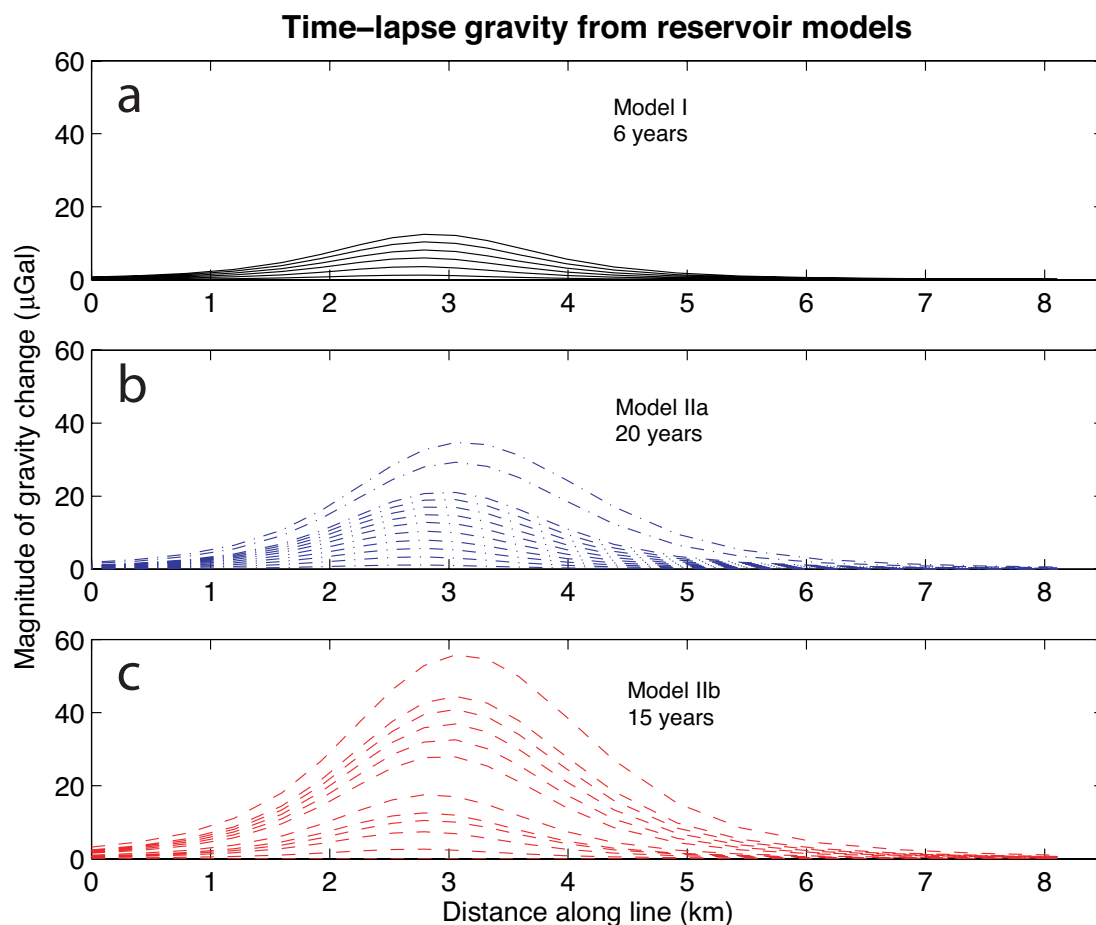 Time–lapse gravity from reservoir models
Magnitude of gravity change (μGal)
60
40
20
0
a
Model I
6 years
0 1 2 3 4 5 6 7 8
60
40
20
0
b
Model IIa
20 years
0 1 2 3 4 5 6 7 8
60
40
20
0
c
Model IIb
15 years
0 1 2 3 4 5 6 7 8
Distance along line (km)